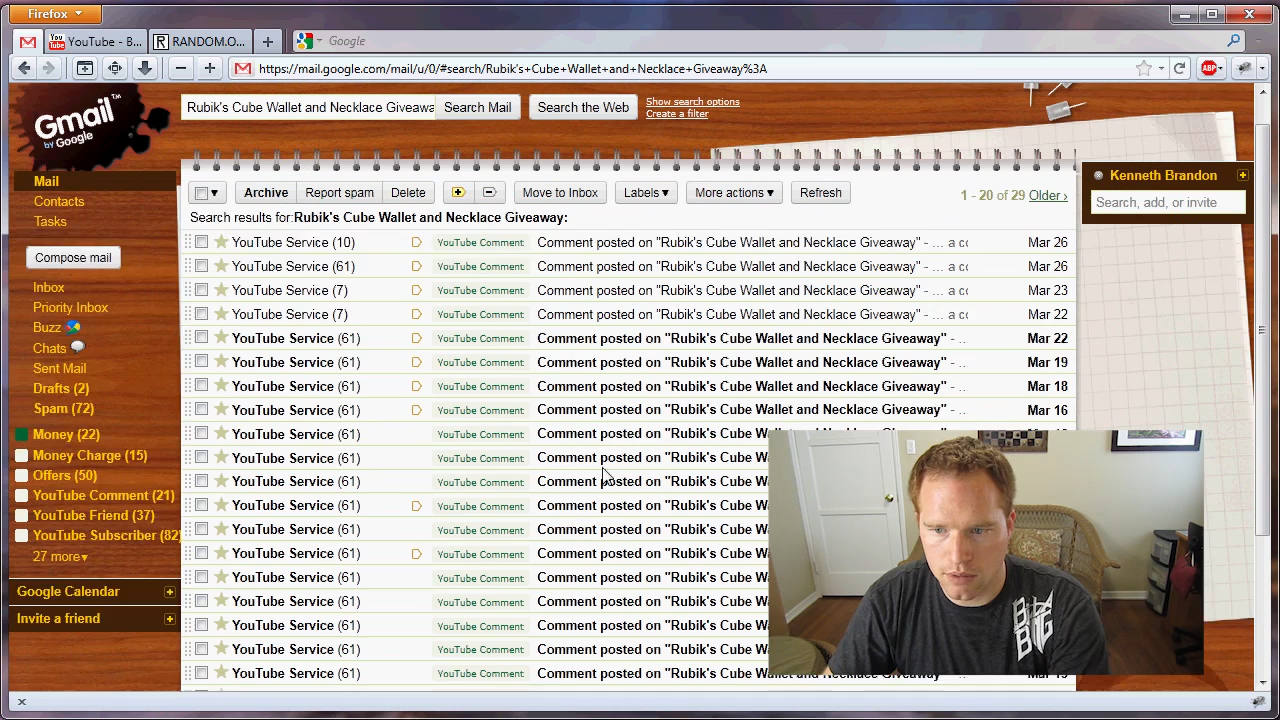 Firefox
YouTube - B...
RANDOM.O...
Google
https://mail.google.com/mail/u/0/#search/Rubik's+Cube+Wallet+and+Necklace+Giveaway%3A
ABP
Gmail™
by Google
Rubik's Cube Wallet and Necklace Giveawa
Search Mail
Search the Web
Show search options
Create a filter
Mail
Contacts
Tasks
Compose mail
Inbox
Priority Inbox
Buzz
Chats
Sent Mail
Drafts (2)
Spam (72)
Money (22)
Money Charge (15)
Offers (50)
YouTube Comment (21)
YouTube Friend (37)
YouTube Subscriber (82)
27 more▾
Google Calendar
Invite a friend
Archive Report spam Delete Move to Inbox Labels ▾ More actions ▾ Refresh 1 - 20 of 29 Older ›
Search results for:Rubik's Cube Wallet and Necklace Giveaway:
YouTube Service (10) YouTube Comment Comment posted on "Rubik's Cube Wallet and Necklace Giveaway" - ... a cc Mar 26
YouTube Service (61) YouTube Comment Comment posted on "Rubik's Cube Wallet and Necklace Giveaway" - ... a cc Mar 26
YouTube Service (7) YouTube Comment Comment posted on "Rubik's Cube Wallet and Necklace Giveaway" - ... a cc Mar 23
YouTube Service (7) YouTube Comment Comment posted on "Rubik's Cube Wallet and Necklace Giveaway" - ... a cc Mar 22
YouTube Service (61) YouTube Comment Comment posted on "Rubik's Cube Wallet and Necklace Giveaway" - .. Mar 22
YouTube Service (61) YouTube Comment Comment posted on "Rubik's Cube Wallet and Necklace Giveaway" - .. Mar 19
YouTube Service (61) YouTube Comment Comment posted on "Rubik's Cube Wallet and Necklace Giveaway" - .. Mar 18
YouTube Service (61) YouTube Comment Comment posted on "Rubik's Cube Wallet and Necklace Giveaway" - .. Mar 16
YouTube Service (61) YouTube Comment Comment posted on "Rubik's Cube Wallet and Necklace Giveaway" - ..
YouTube Service (61) YouTube Comment Comment posted on "Rubik's Cube Wa
YouTube Service (61) YouTube Comment Comment posted on "Rubik's Cube Wa
YouTube Service (61) YouTube Comment Comment posted on "Rubik's Cube Wa
YouTube Service (61) YouTube Comment Comment posted on "Rubik's Cube Wa
YouTube Service (61) YouTube Comment Comment posted on "Rubik's Cube Wa
YouTube Service (61) YouTube Comment Comment posted on "Rubik's Cube Wa
YouTube Service (61) YouTube Comment Comment posted on "Rubik's Cube Wa
YouTube Service (61) YouTube Comment Comment posted on "Rubik's Cube Wa
YouTube Service (61) YouTube Comment Comment posted on "Rubik's Cube Wa
YouTube Service (61) YouTube Comment Comment posted on "Rubik's Cube Wa
Kenneth Brandon
Search, add, or invite